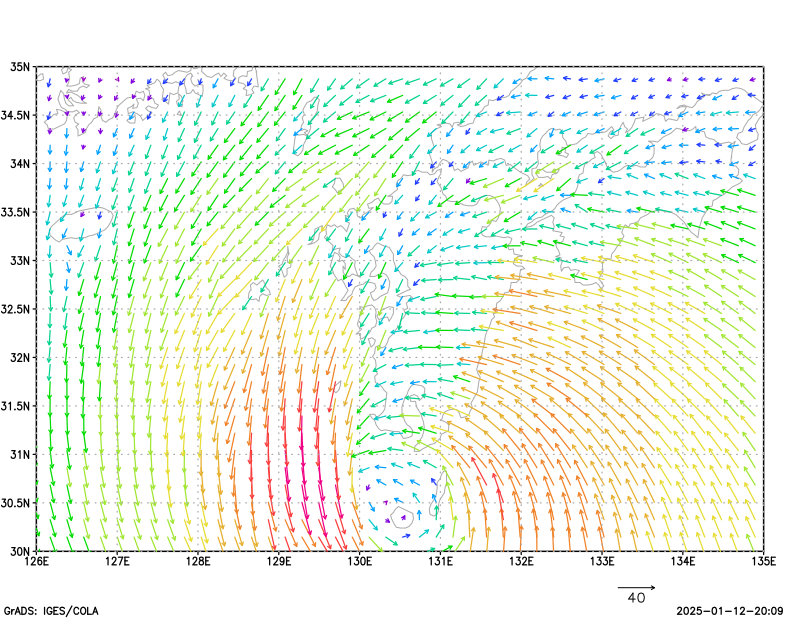 35N
34.5N
34N
33.5N
33N
32.5N
32N
31.5N
31N
30.5N
30N
126E 127E 128E 129E 130E 131E 132E 133E 134E 135E
40
GrADS: IGES/COLA 2025-01-12-20:09